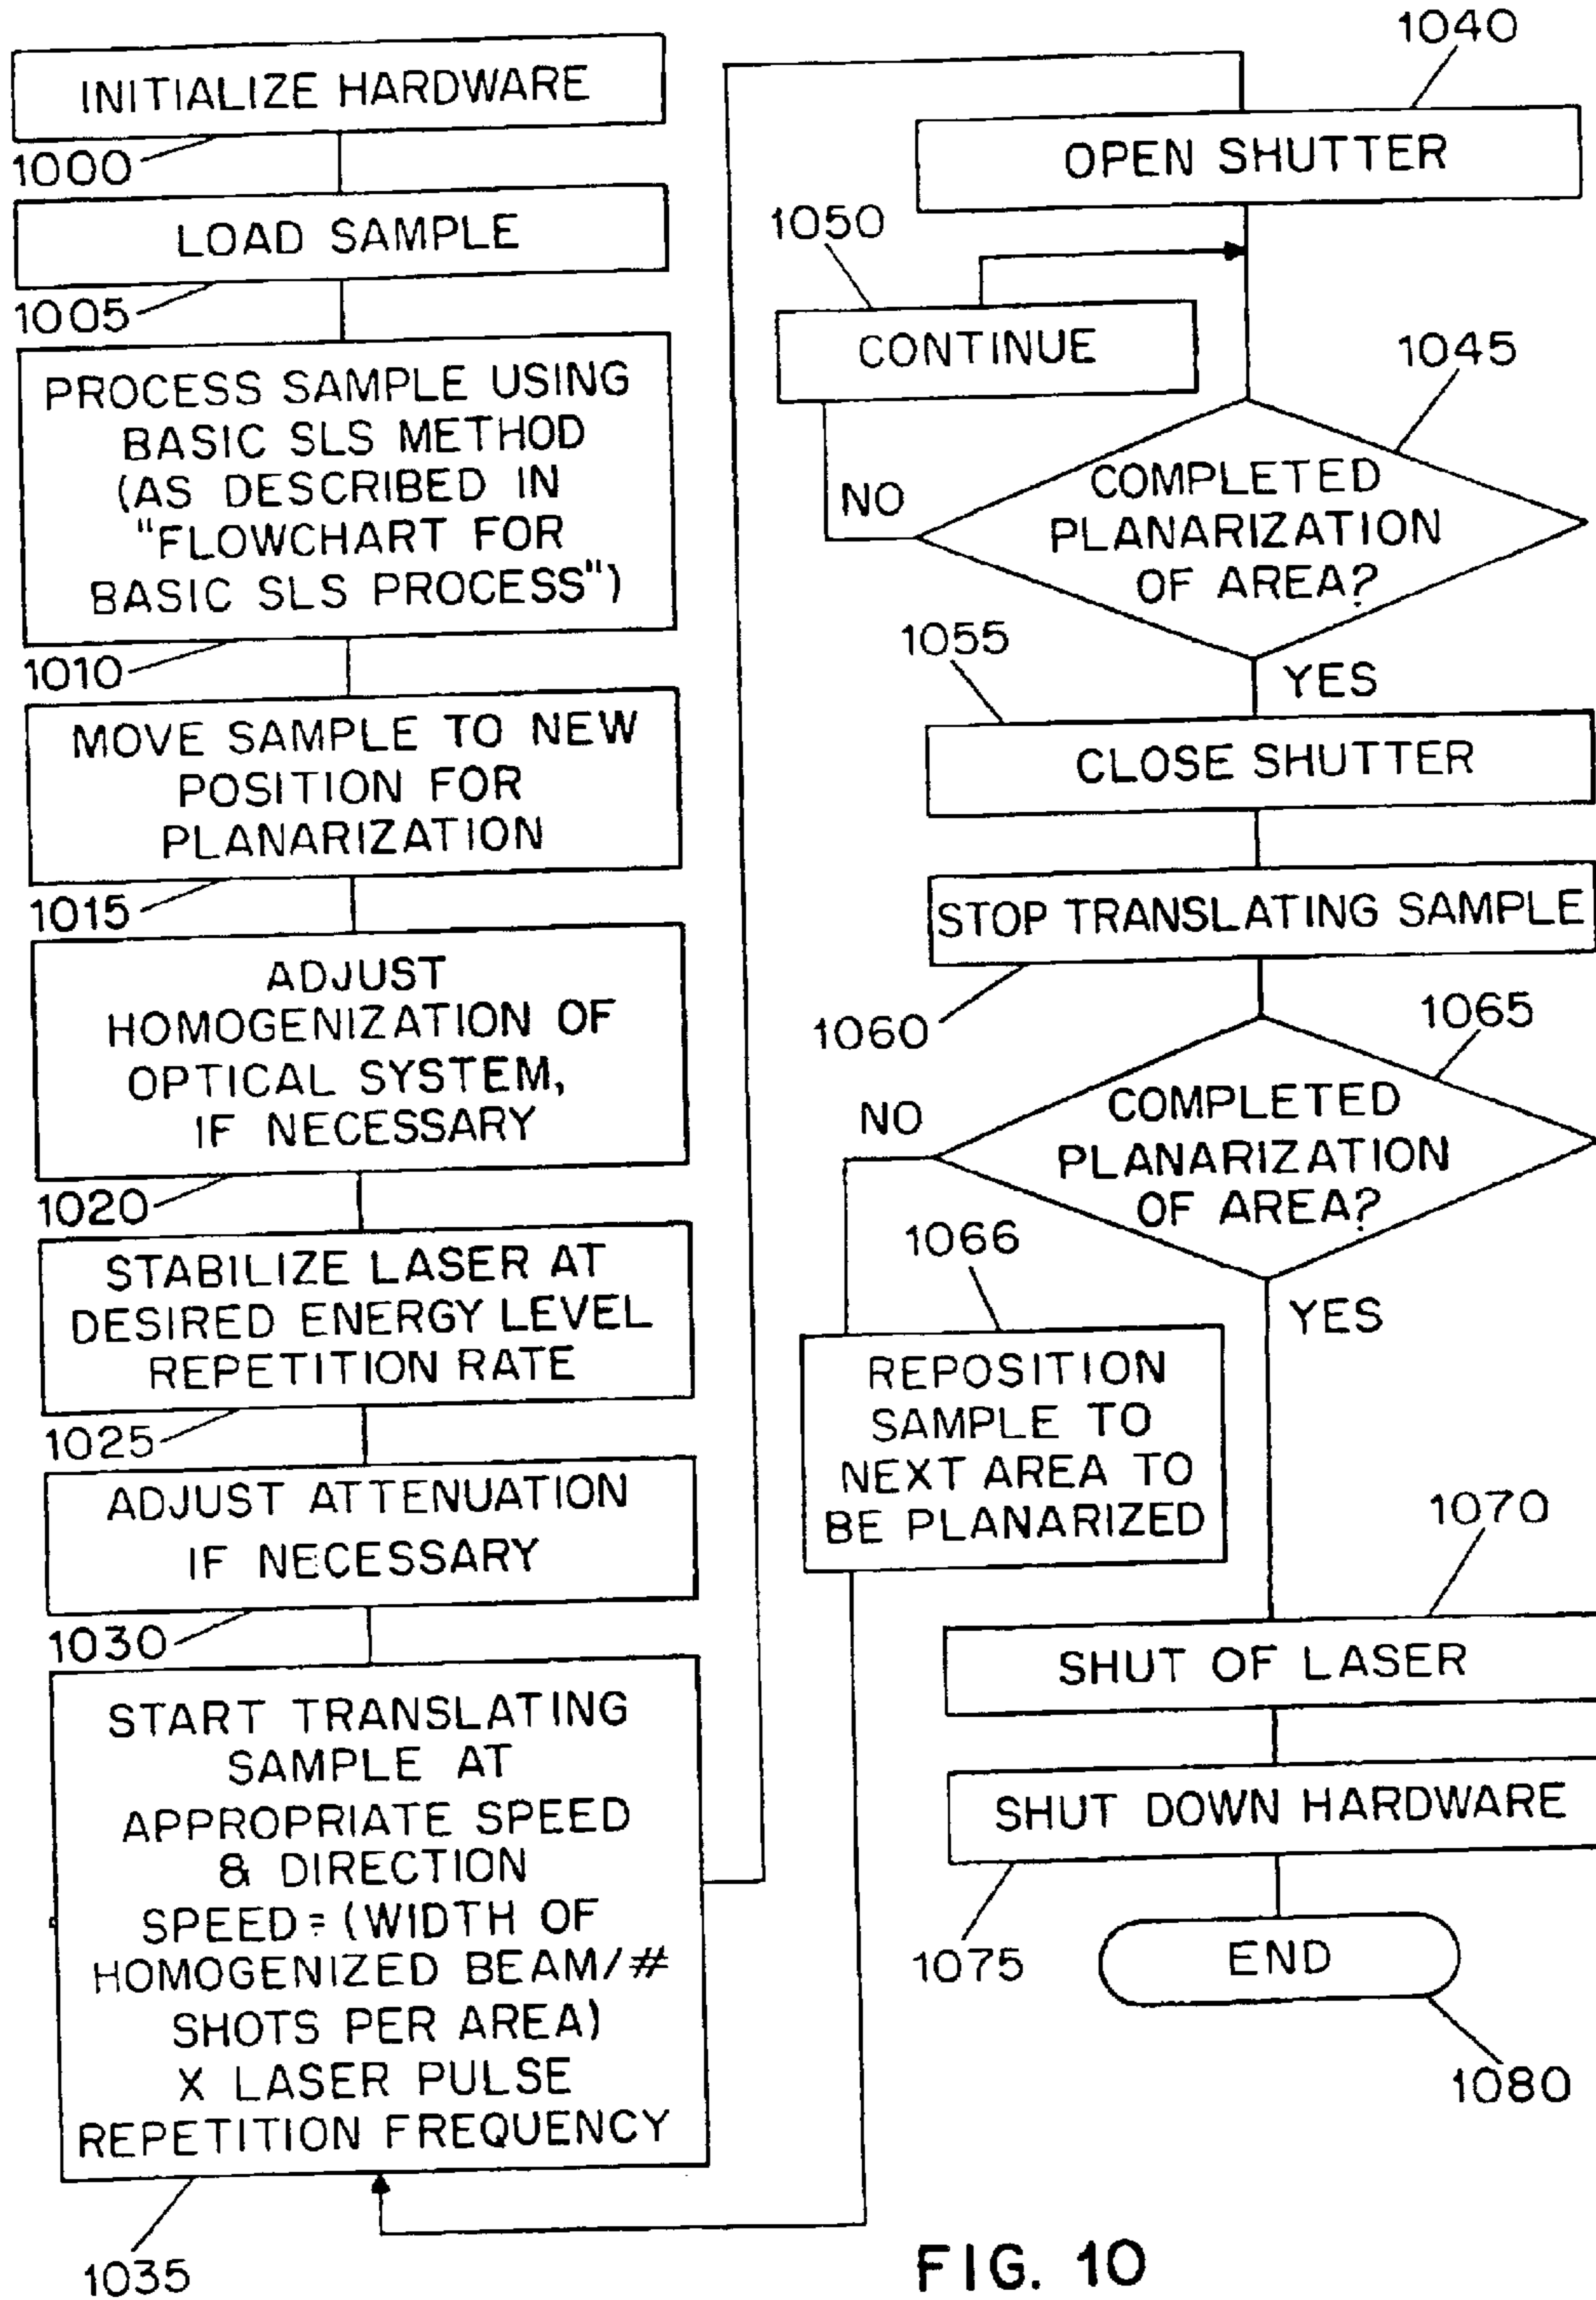 INITIALIZE HARDWARE
1000
LOAD SAMPLE
1005
PROCESS SAMPLE USING
BASIC SLS METHOD
(AS DESCRIBED IN
"FLOWCHART FOR
BASIC SLS PROCESS")
1010
MOVE SAMPLE TO NEW
POSITION FOR
PLANARIZATION
1015
ADJUST
HOMOGENIZATION OF
OPTICAL SYSTEM,
IF NECESSARY
1020
STABILIZE LASER AT
DESIRED ENERGY LEVEL
REPETITION RATE
1025
ADJUST ATTENUATION
IF NECESSARY
1030
START TRANSLATING
SAMPLE AT
APPROPRIATE SPEED
& DIRECTION
SPEED = (WIDTH OF
HOMOGENIZED BEAM/#
SHOTS PER AREA)
X LASER PULSE
REPETITION FREQUENCY
1035
1040
OPEN SHUTTER
1050
CONTINUE
1045
COMPLETED
PLANARIZATION
OF AREA?
NO
YES
1055
CLOSE SHUTTER
STOP TRANSLATING SAMPLE
1060
1065
COMPLETED
PLANARIZATION
OF AREA?
NO
YES
1066
REPOSITION
SAMPLE TO
NEXT AREA TO
BE PLANARIZED
1070
SHUT OF LASER
SHUT DOWN HARDWARE
1075
END
1080
FIG. 10